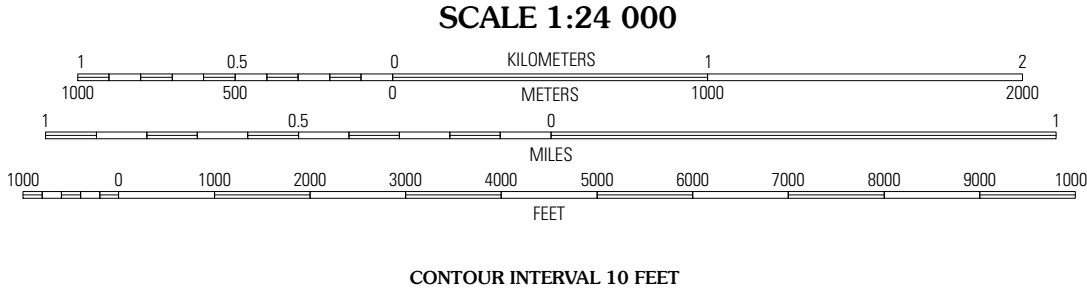 SCALE 1:24 000
1 0.5 0 KILOMETERS 1 2
1000 500 0 METERS 1000 2000
1 0.5 0 1
MILES
1000 0 1000 2000 3000 4000 5000 6000 7000 8000 9000 1000
FEET
CONTOUR INTERVAL 10 FEET